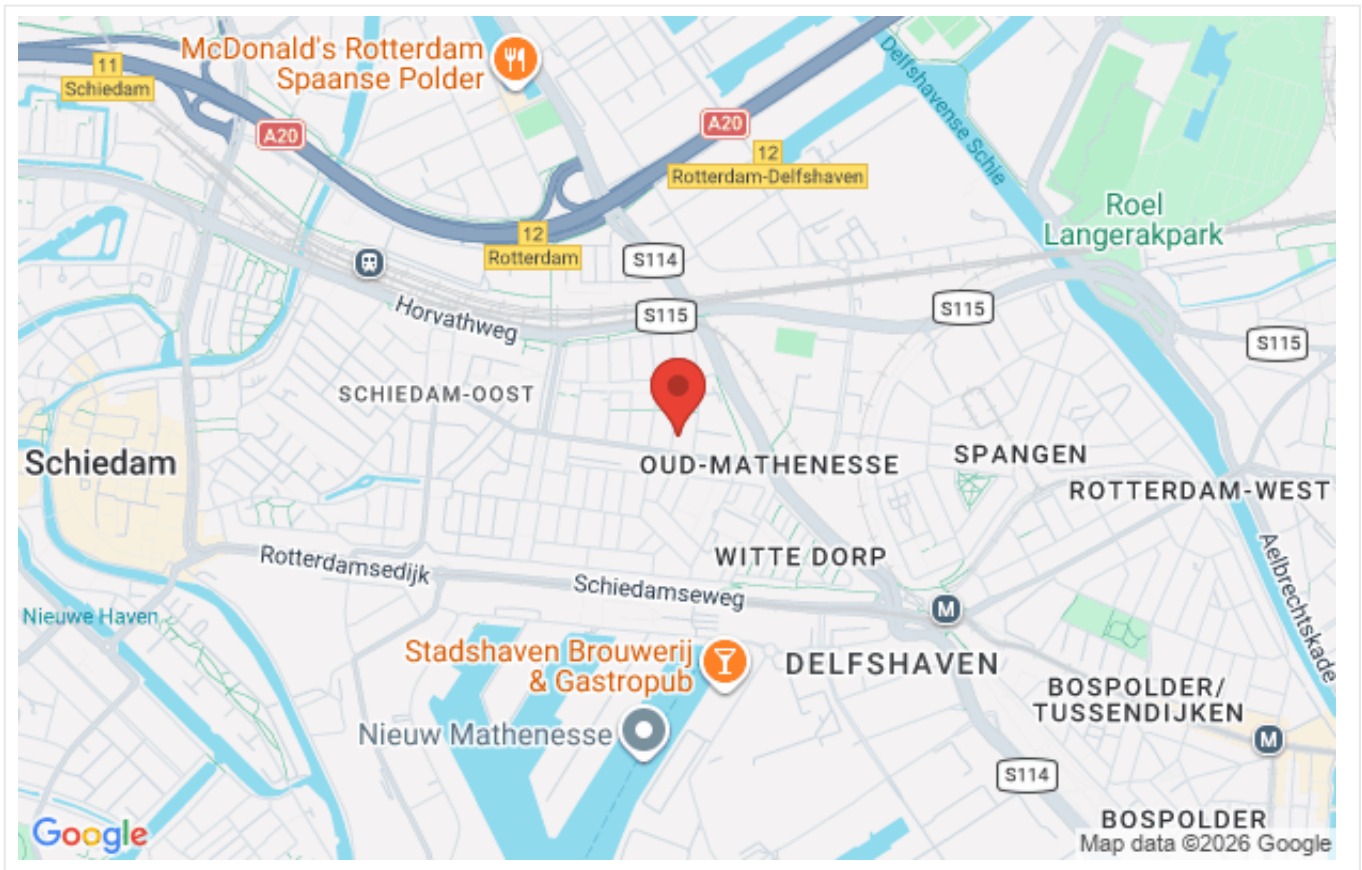 McDonald's Rotterdam
Spaanse Polder
11
Schiedam
A20
A20
12
Rotterdam-Delfshaven
Delfshavense Schie
12
Rotterdam
S114
Roel
Langerakpark
Horvathweg
S115
S115
S115
SCHIEDAM-OOST
Schiedam
OUD-MATHENESSE
SPANGEN
ROTTERDAM-WEST
WITTE DORP
Rotterdamsedijk
Schiedamseweg
Aelbrechtskade
Nieuwe Haven
M
Stadshaven Brouwerij
& Gastropub
DELFSHAVEN
BOSPOLDER/
TUSSENDIJKEN
Nieuw Mathenesse
M
S114
BOSPOLDER
Google
Map data ©2026 Google